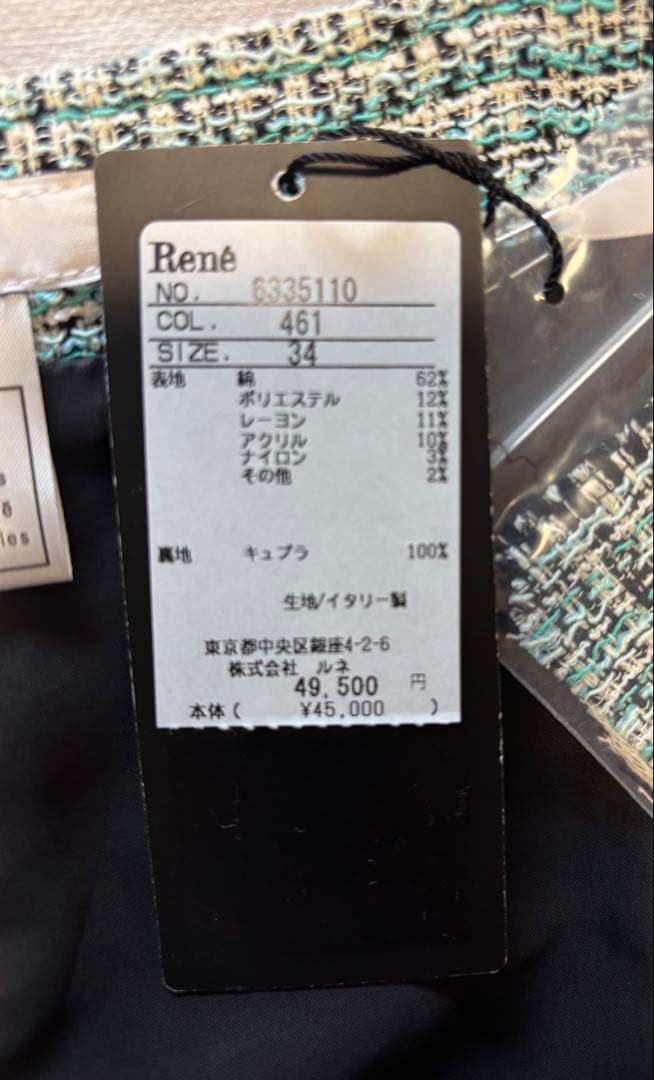 René
NO. 6335110
COL. 461
SIZE. 34
表地 綿 62%
ポリエステル 12%
レーヨン 11%
アクリル 10%
ナイロン 3%
その他 2%
裏地 キュプラ 100%
生地/イタリー製
東京都中央区銀座4-2-6
株式会社 ルネ
49,500 円
本体( ¥45,000 )